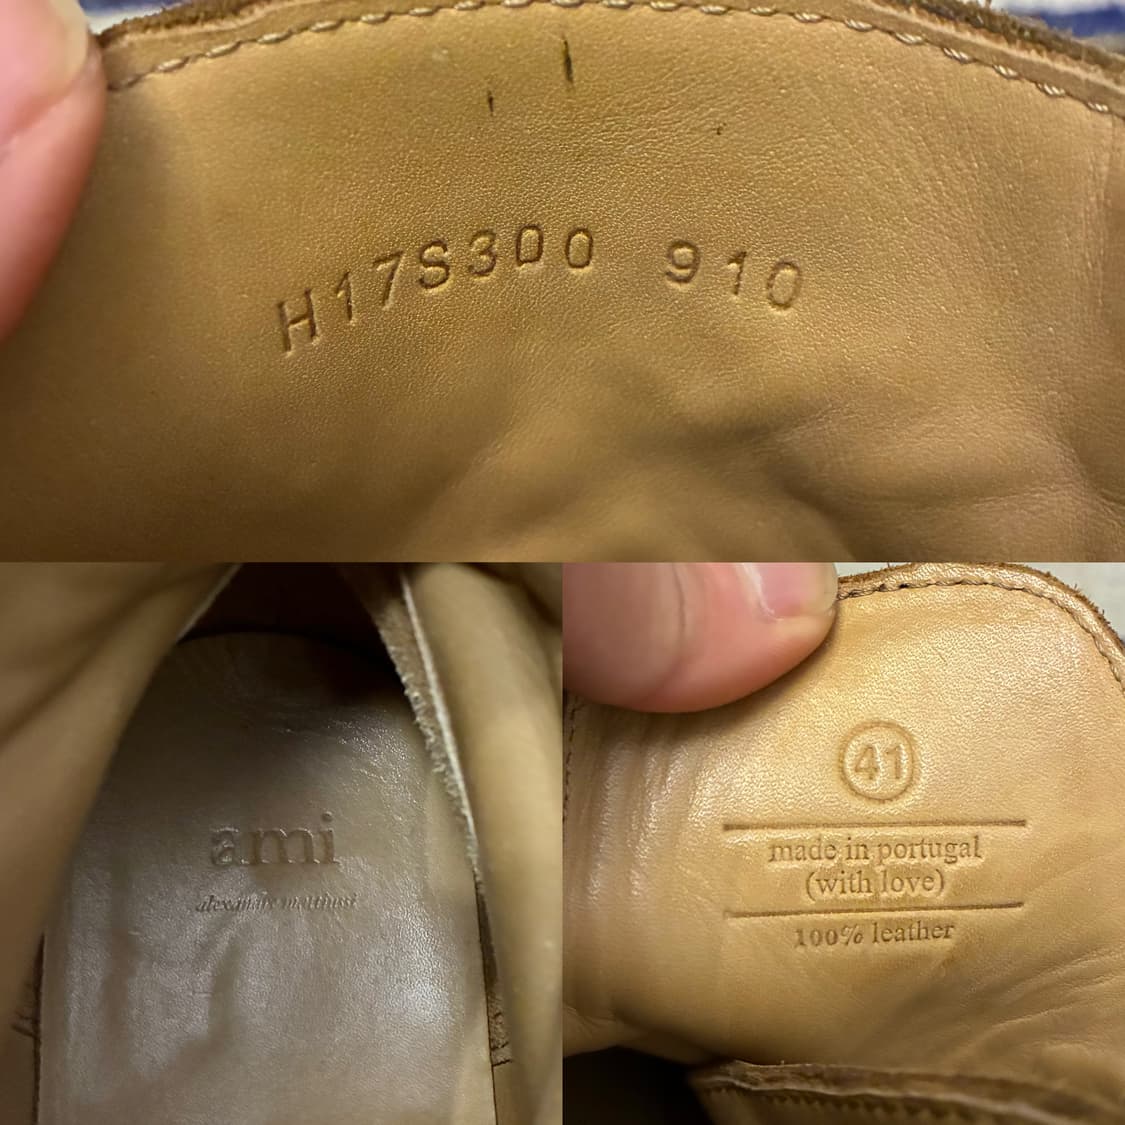 H17S300 910
ami
alexandre mattiussi
41
made in portugal
(with love)
100% leather